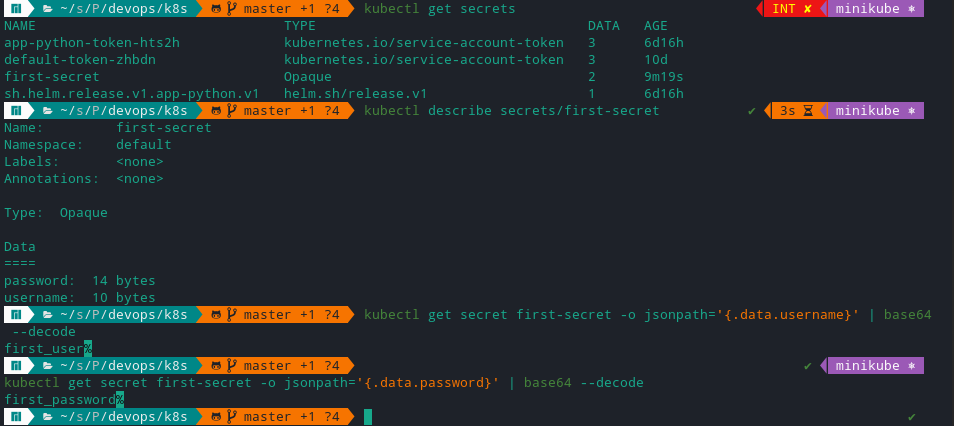 ~/s/P/devops/k8s master +1 ?4 kubectl get secrets INT ✘ minikube ⎈
NAME TYPE DATA AGE
app-python-token-hts2h kubernetes.io/service-account-token 3 6d16h
default-token-zhbdn kubernetes.io/service-account-token 3 10d
first-secret Opaque 2 9m19s
sh.helm.release.v1.app-python.v1 helm.sh/release.v1 1 6d16h
~/s/P/devops/k8s master +1 ?4 kubectl describe secrets/first-secret ✔ 3s minikube ⎈
Name: first-secret
Namespace: default
Labels: <none>
Annotations: <none>
Type: Opaque
Data
====
password: 14 bytes
username: 10 bytes
~/s/P/devops/k8s master +1 ?4 kubectl get secret first-secret -o jsonpath='{.data.username}' | base64
--decode
first_user%
~/s/P/devops/k8s master +1 ?4 ✔ minikube ⎈
kubectl get secret first-secret -o jsonpath='{.data.password}' | base64 --decode
first_password%
~/s/P/devops/k8s master +1 ?4 ✔